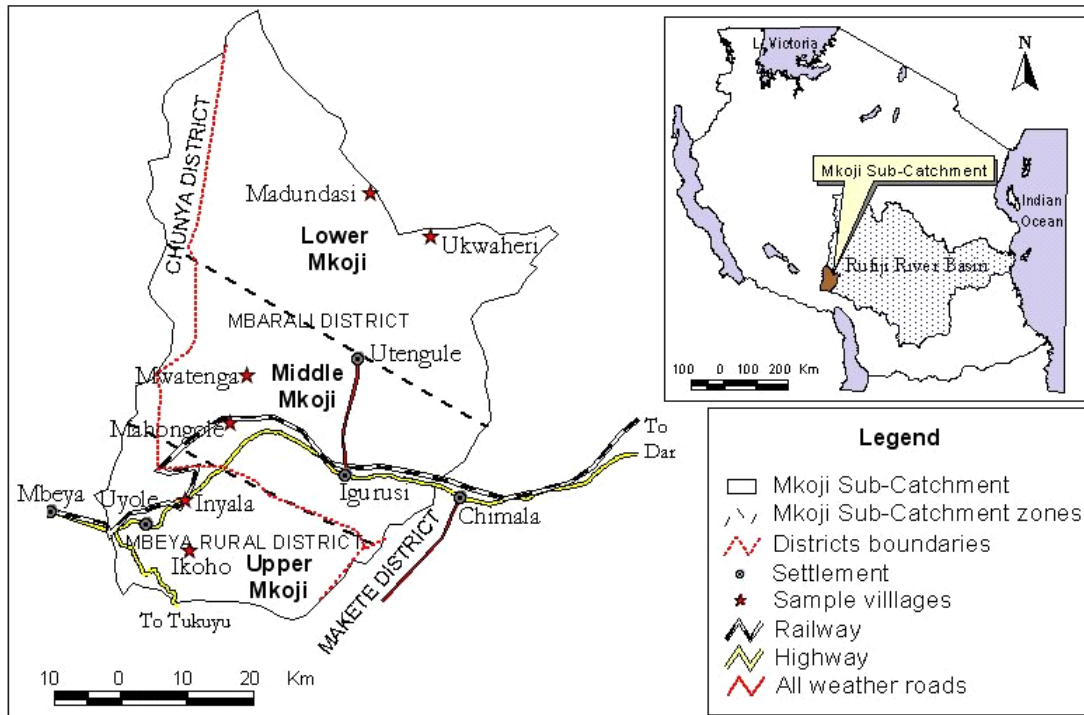 CHUNYA DISTRICT
Madundasi
Lower
Mkoji
Ukwaheri
MBARALI DISTRICT
Utengule
Mwatenga
Middle
Mkoji
Mahongole
To
Dar
Mbeya
Uyole
Inyala
Igurusi
Chimala
MBEYA RURAL DISTRICT
Ikoho
Upper
Mkoji
MAKETE DISTRICT
To Tukuyu
10 0 10 20 Km
L. Victoria
N
Mkoji Sub-Catchment
Indian
Ocean
Rufiji River Basin
100 0 100 200 Km
Legend
Mkoji Sub-Catchment
Mkoji Sub-Catchment zones
Districts boundaries
Settlement
Sample villlages
Railway
Highway
All weather roads